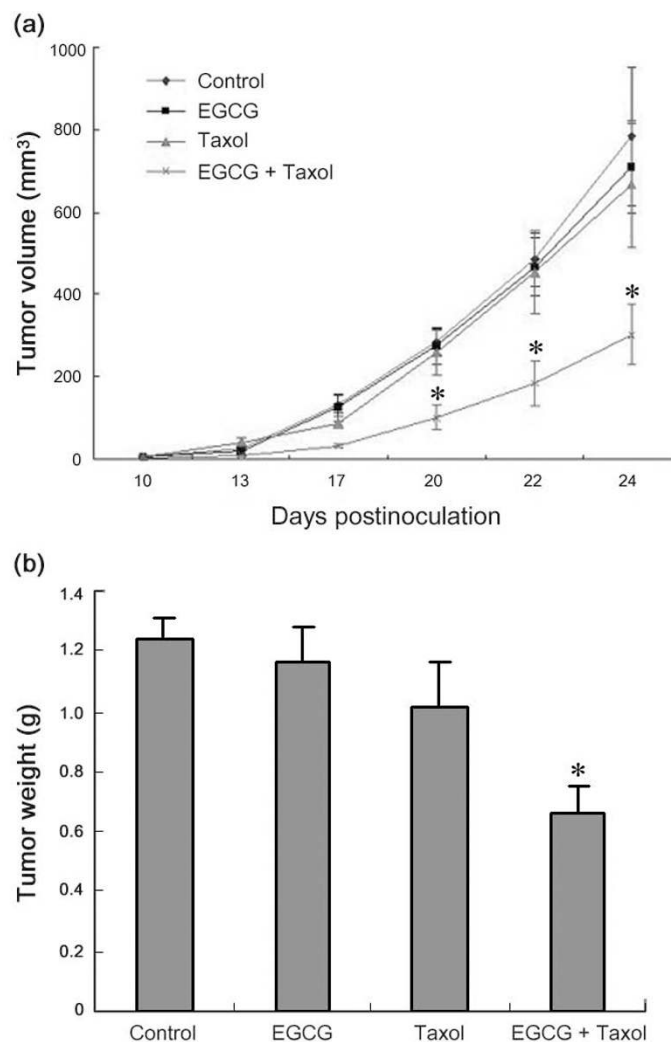 (a)
1000
800
600
400
200
0
Tumor volume (mm³)
Control
EGCG
Taxol
EGCG + Taxol
*
*
*
10 13 17 20 22 24
Days postinoculation
(b)
1.4
1.2
1.0
0.8
0.6
0.4
0.2
0
Tumor weight (g)
*
Control EGCG Taxol EGCG + Taxol